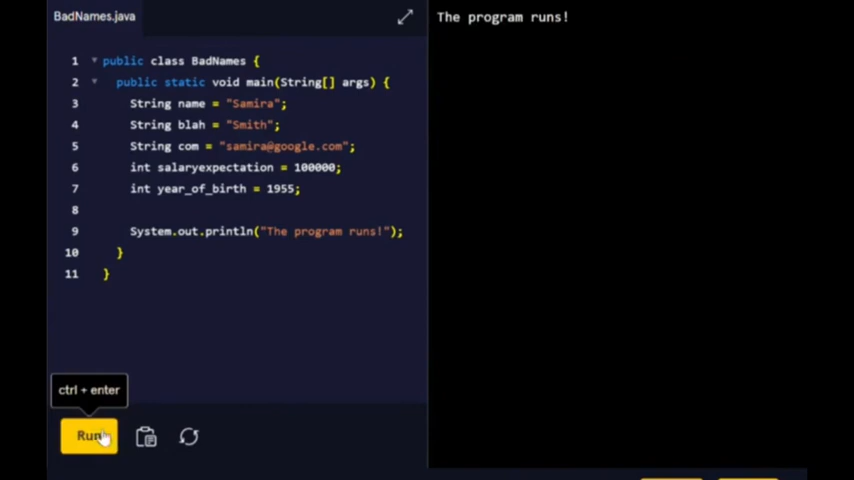 BadNames.java
The program runs!
1 public class BadNames {
2 public static void main(String[] args) {
3 String name = "Samira";
4 String blah = "Smith";
5 String com = "samira@google.com";
6 int salaryexpectation = 100000;
7 int year_of_birth = 1955;
8
9 System.out.println("The program runs!");
10 }
11 }
ctrl + enter
Run